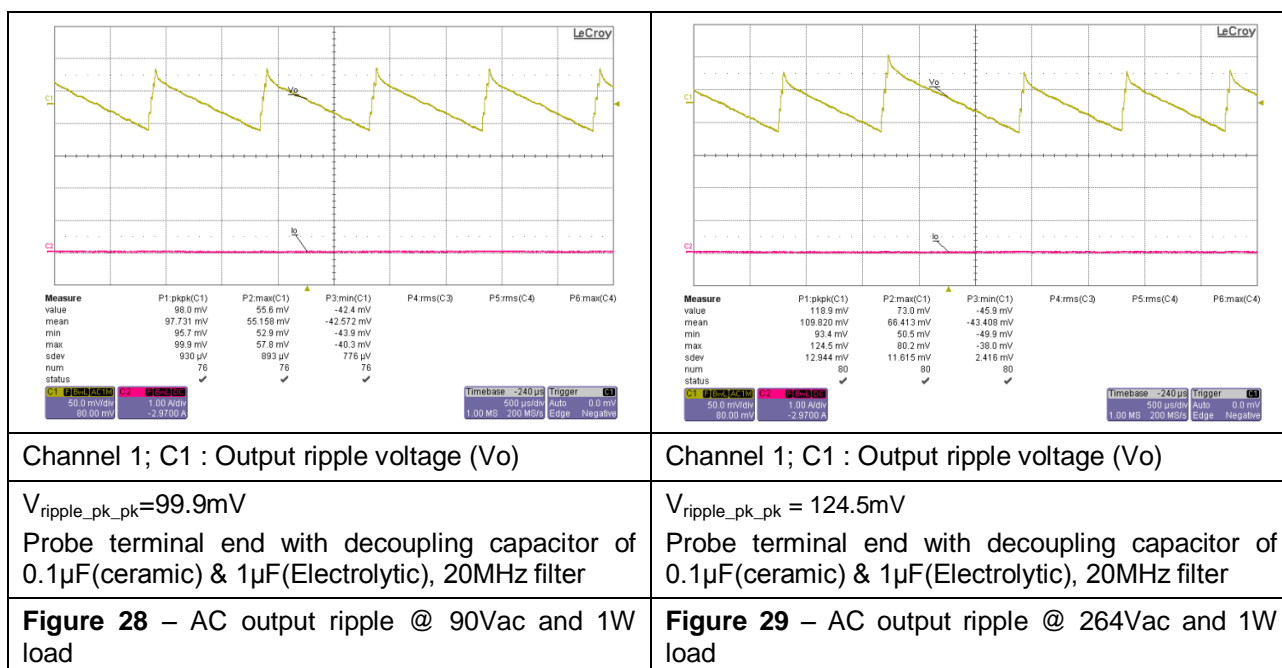 LeCroy
C1
Vo
C2
Io
Measure P1:pkpk(C1) P2:max(C1) P3:min(C1) P4:rms(C3) P5:rms(C4) P6:max(C4)
value 98.0 mV 55.6 mV -42.4 mV
mean 97.731 mV 55.158 mV -42.572 mV
min 95.7 mV 52.9 mV -43.9 mV
max 99.9 mV 57.8 mV -40.3 mV
sdev 930 µV 893 µV 776 µV
num 76 76 76
status ✓ ✓ ✓
C1 F BwL AC1M C2 F BwL DC Timebase -240 µs Trigger C1
50.0 mV/div 1.00 A/div 500 µs/div Auto 0.0 mV
80.00 mV -2.9700 A 1.00 MS 200 MS/s Edge Negative
LeCroy
C1
Vo
C2
Io
Measure P1:pkpk(C1) P2:max(C1) P3:min(C1) P4:rms(C3) P5:rms(C4) P6:max(C4)
value 118.9 mV 73.0 mV -45.9 mV
mean 109.820 mV 66.413 mV -43.408 mV
min 93.4 mV 50.5 mV -49.9 mV
max 124.5 mV 80.2 mV -38.0 mV
sdev 12.944 mV 11.615 mV 2.416 mV
num 80 80 80
status ✓ ✓ ✓
C1 F BwL AC1M C2 F BwL DC Timebase -240 µs Trigger C1
50.0 mV/div 1.00 A/div 500 µs/div Auto 0.0 mV
80.00 mV -2.9700 A 1.00 MS 200 MS/s Edge Negative
Channel 1; C1 : Output ripple voltage (Vo)
Channel 1; C1 : Output ripple voltage (Vo)
Vripple_pk_pk=99.9mV
Probe terminal end with decoupling capacitor of
0.1µF(ceramic) & 1µF(Electrolytic), 20MHz filter
Vripple_pk_pk = 124.5mV
Probe terminal end with decoupling capacitor of
0.1µF(ceramic) & 1µF(Electrolytic), 20MHz filter
Figure 28 – AC output ripple @ 90Vac and 1W
load
Figure 29 – AC output ripple @ 264Vac and 1W
load